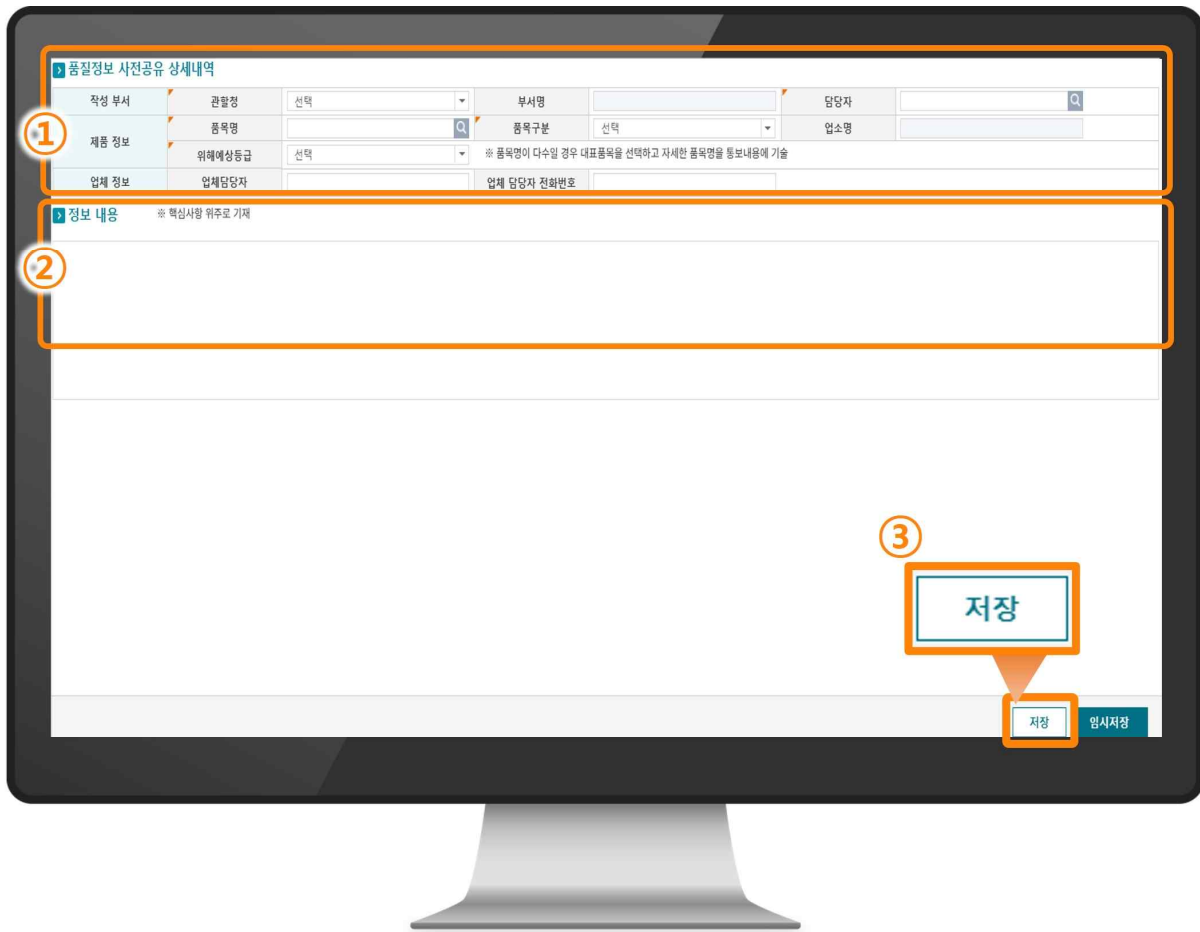 품질정보 사전공유 상세내역
작성 부서 관할청 선택 부서명 담당자
① 제품 정보 품목명 품목구분 선택 업소명
위해예상등급 선택 ※ 품목명이 다수일 경우 대표품목을 선택하고 자세한 품목명을 통보내용에 기술
업체 정보 업체담당자 업체 담당자 전화번호
정보 내용 ※ 핵심사항 위주로 기재
②
③
저장
저장 임시저장